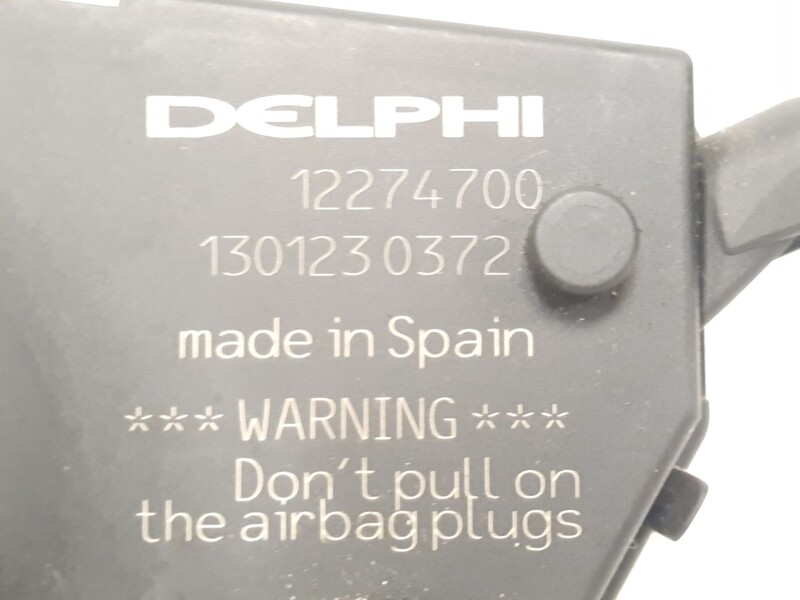 DELPHI
12274700
1301230372
made in Spain
*** WARNING ***
Don't pull on
the airbag plugs